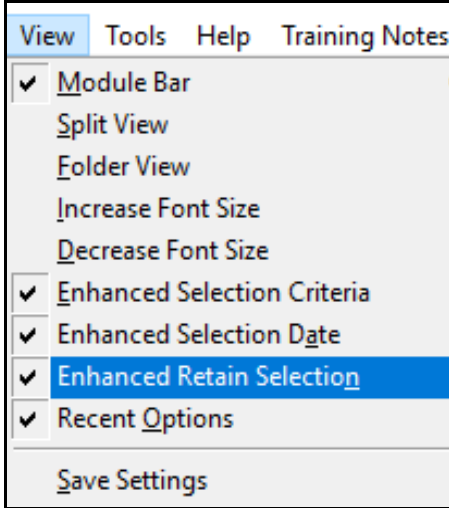 View Tools Help Training Notes
Module Bar
Split View
Folder View
Increase Font Size
Decrease Font Size
Enhanced Selection Criteria
Enhanced Selection Date
Enhanced Retain Selection
Recent Options
Save Settings